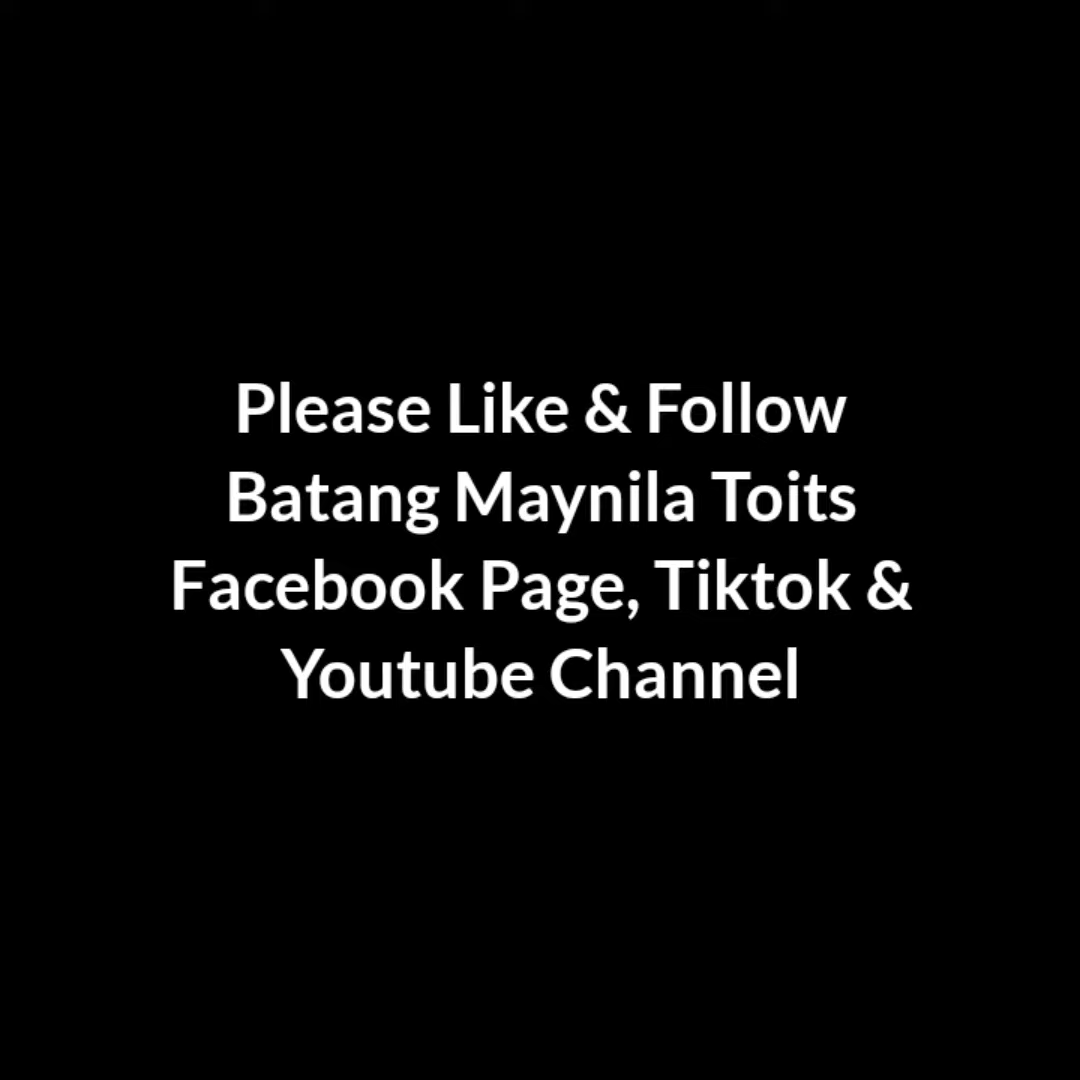 Please Like & Follow
Batang Maynila Toits
Facebook Page, Tiktok &
Youtube Channel